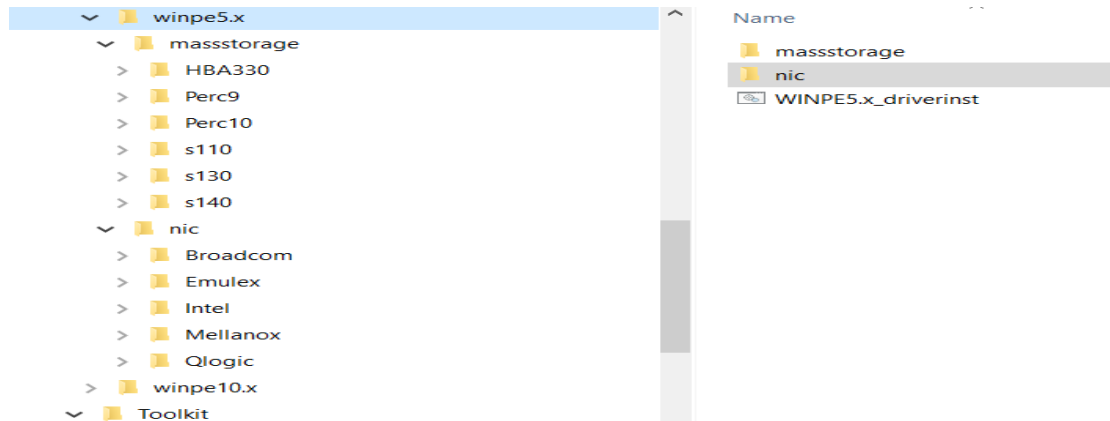 winpe5.x
massstorage
HBA330
Perc9
Perc10
s110
s130
s140
nic
Broadcom
Emulex
Intel
Mellanox
Qlogic
winpe10.x
Toolkit
Name
massstorage
nic
WINPE5.x_driverinst